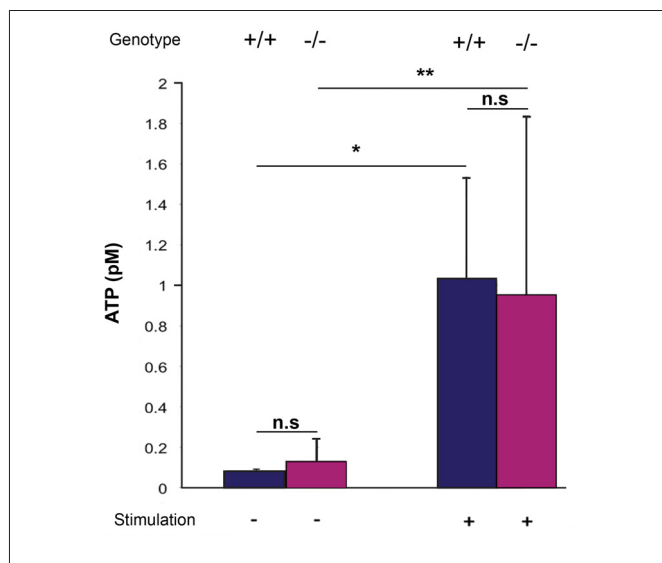 Genotype +/+ -/- +/+ -/-
**
n.s
*
n.s
ATP (pM)
2
1.8
1.6
1.4
1.2
1
0.8
0.6
0.4
0.2
0
Stimulation - - + +